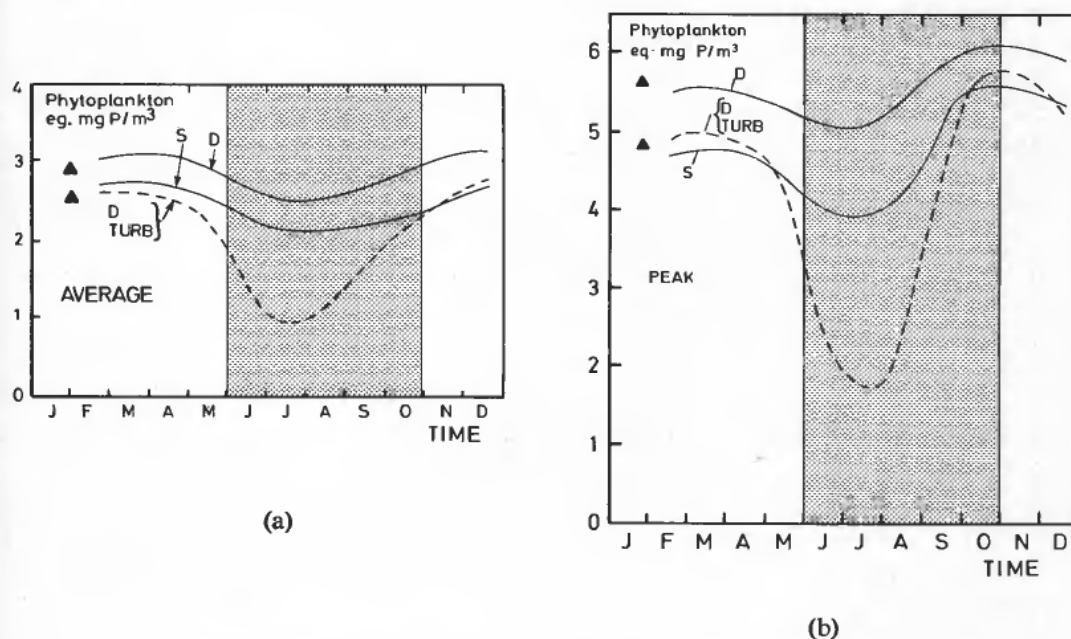 4
3
2
1
0
Phytoplankton
eg. mg P/m³
S
D
D
TURB
AVERAGE
J F M A M J J A S O N D
TIME
(a)
6
5
4
3
2
1
0
Phytoplankton
eq· mg P/m³
D
D
TURB
S
PEAK
J F M A M J J A S O N D
TIME
(b)